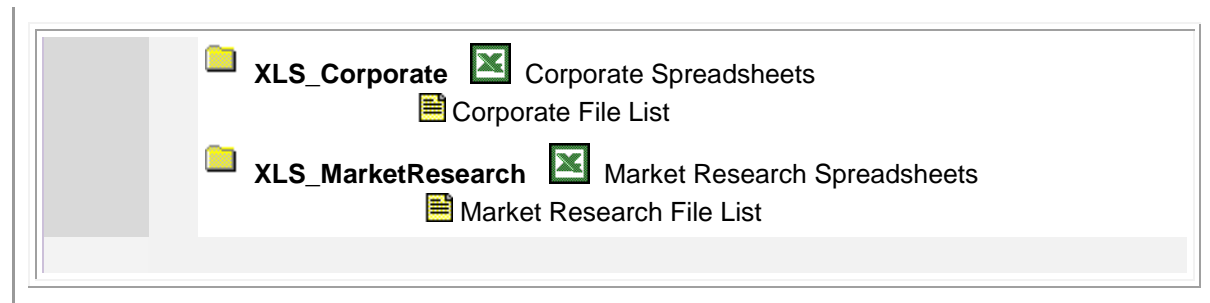 XLS_Corporate Corporate Spreadsheets
Corporate File List
XLS_MarketResearch Market Research Spreadsheets
Market Research File List